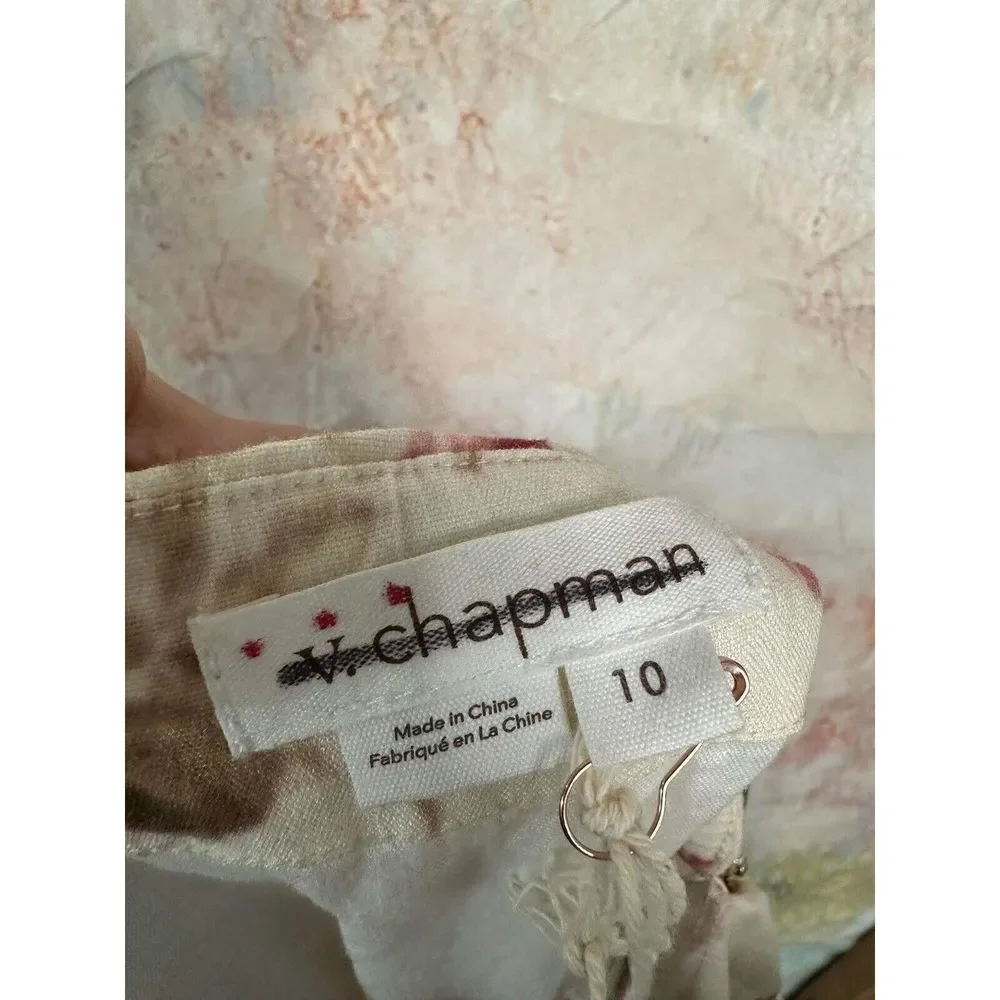 v. chapman
10
Made in China
Fabriqué en La Chine